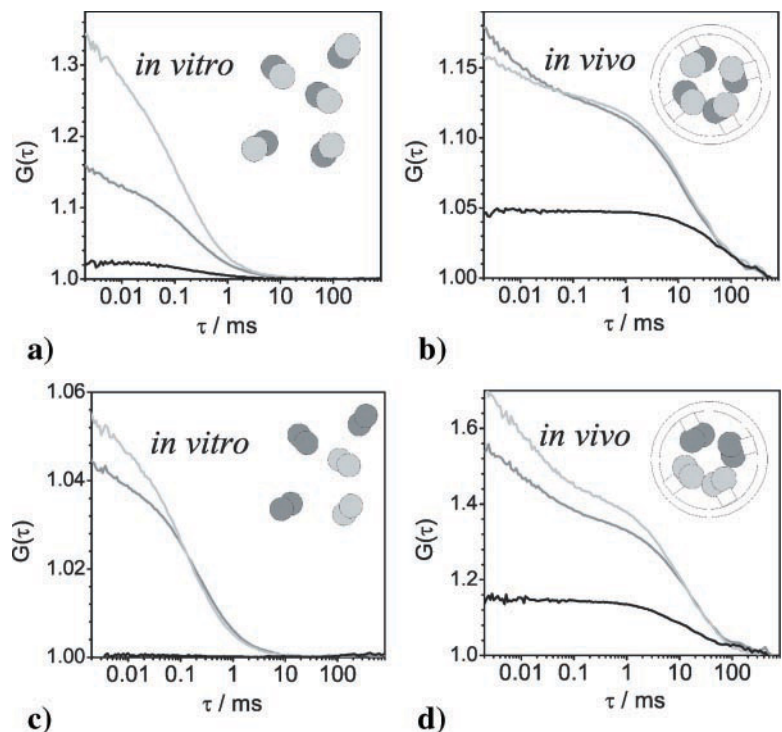 in vitro
G(τ)
1.3
1.2
1.1
1.0
0.01 0.1 1 10 100
τ / ms
a)
in vivo
G(τ)
1.15
1.10
1.05
1.00
0.01 0.1 1 10 100
τ / ms
b)
in vitro
G(τ)
1.06
1.04
1.02
1.00
0.01 0.1 1 10 100
τ / ms
c)
in vivo
G(τ)
1.6
1.4
1.2
1.0
0.01 0.1 1 10 100
τ / ms
d)